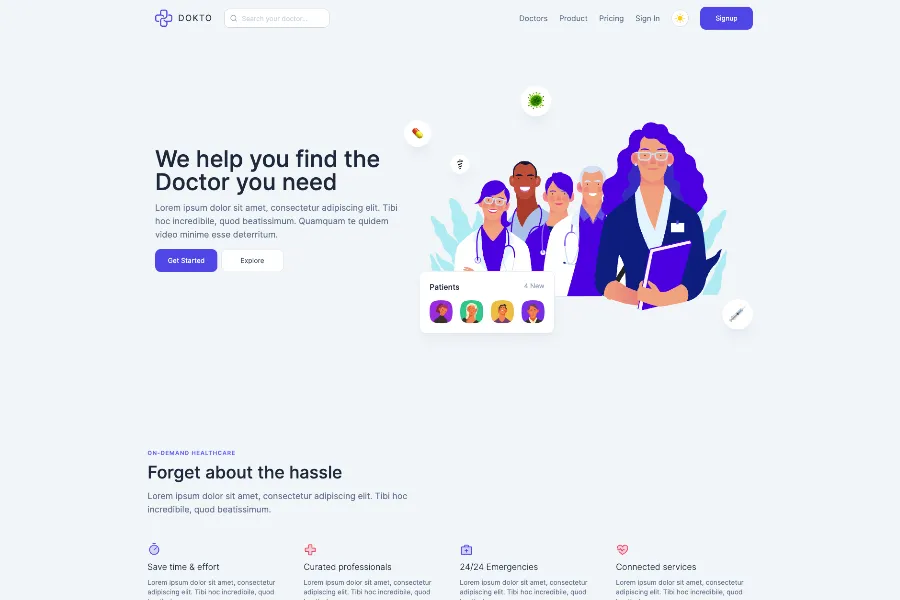 DOKTO
Search your doctor...
Doctors
Product
Pricing
Sign In
Signup
We help you find the
Doctor you need
Lorem ipsum dolor sit amet, consectetur adipiscing elit. Tibi
hoc incredibile, quod beatissimum. Quamquam te quidem
video minime esse deterritum.
Get Started
Explore
Patients
4 New
ON-DEMAND HEALTHCARE
Forget about the hassle
Lorem ipsum dolor sit amet, consectetur adipiscing elit. Tibi hoc
incredibile, quod beatissimum.
Save time & effort
Lorem ipsum dolor sit amet, consectetur
adipiscing elit. Tibi hoc incredibile, quod
Curated professionals
Lorem ipsum dolor sit amet, consectetur
adipiscing elit. Tibi hoc incredibile, quod
24/24 Emergencies
Lorem ipsum dolor sit amet, consectetur
adipiscing elit. Tibi hoc incredibile, quod
Connected services
Lorem ipsum dolor sit amet, consectetur
adipiscing elit. Tibi hoc incredibile, quod